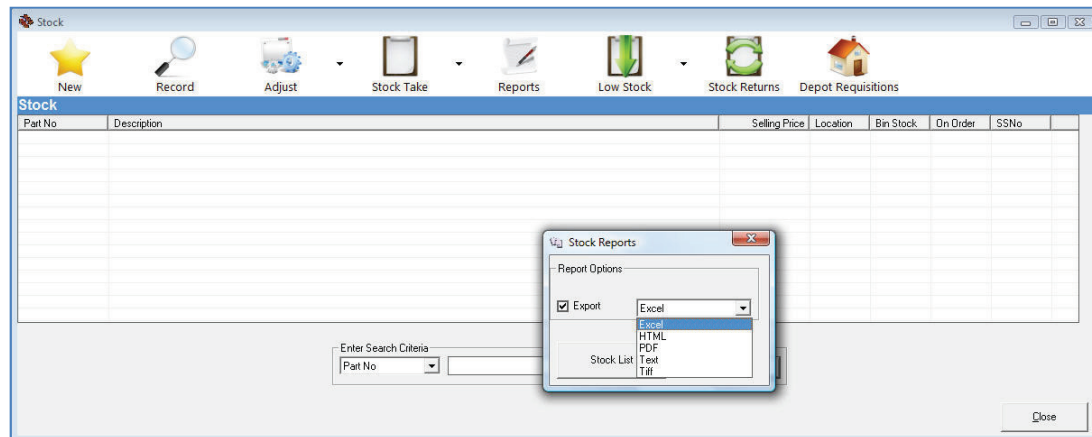 Stock
New Record Adjust Stock Take Reports Low Stock Stock Returns Depot Requisitions
Stock
Part No Description Selling Price Location Bin Stock On Order SSNo
Stock Reports
Report Options
Export Excel
Excel
HTML
PDF
Text
Tiff
Stock List
Enter Search Criteria
Part No
Close